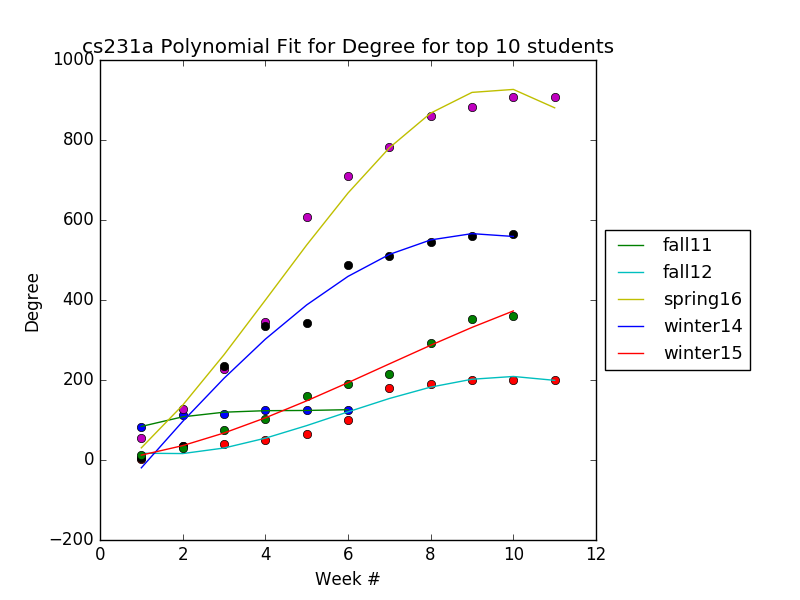 cs231a Polynomial Fit for Degree for top 10 students
1000
800
600
400
200
0
−200
Degree
0 2 4 6 8 10 12
Week #
fall11
fall12
spring16
winter14
winter15